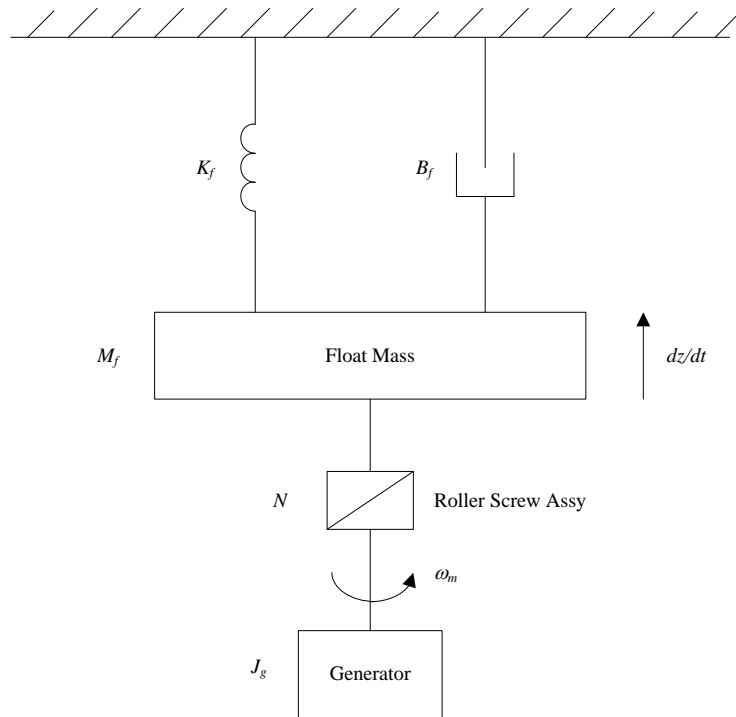 K_f
B_f
M_f
Float Mass
dz/dt
N
Roller Screw Assy
ω_m
J_g
Generator